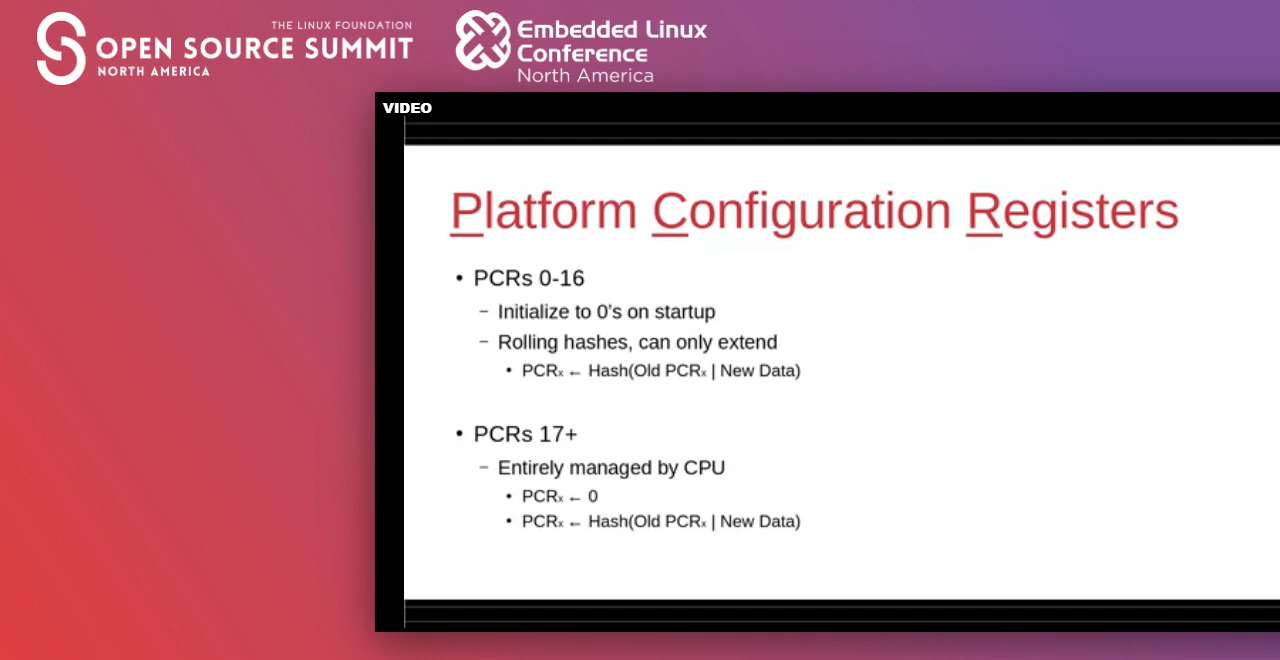 THE LINUX FOUNDATION
OPEN SOURCE SUMMIT
NORTH AMERICA
Embedded Linux
Conference
North America
VIDEO
Platform Configuration Registers
• PCRs 0-16
– Initialize to 0's on startup
– Rolling hashes, can only extend
• PCRx ← Hash(Old PCRx | New Data)
• PCRs 17+
– Entirely managed by CPU
• PCRx ← 0
• PCRx ← Hash(Old PCRx | New Data)